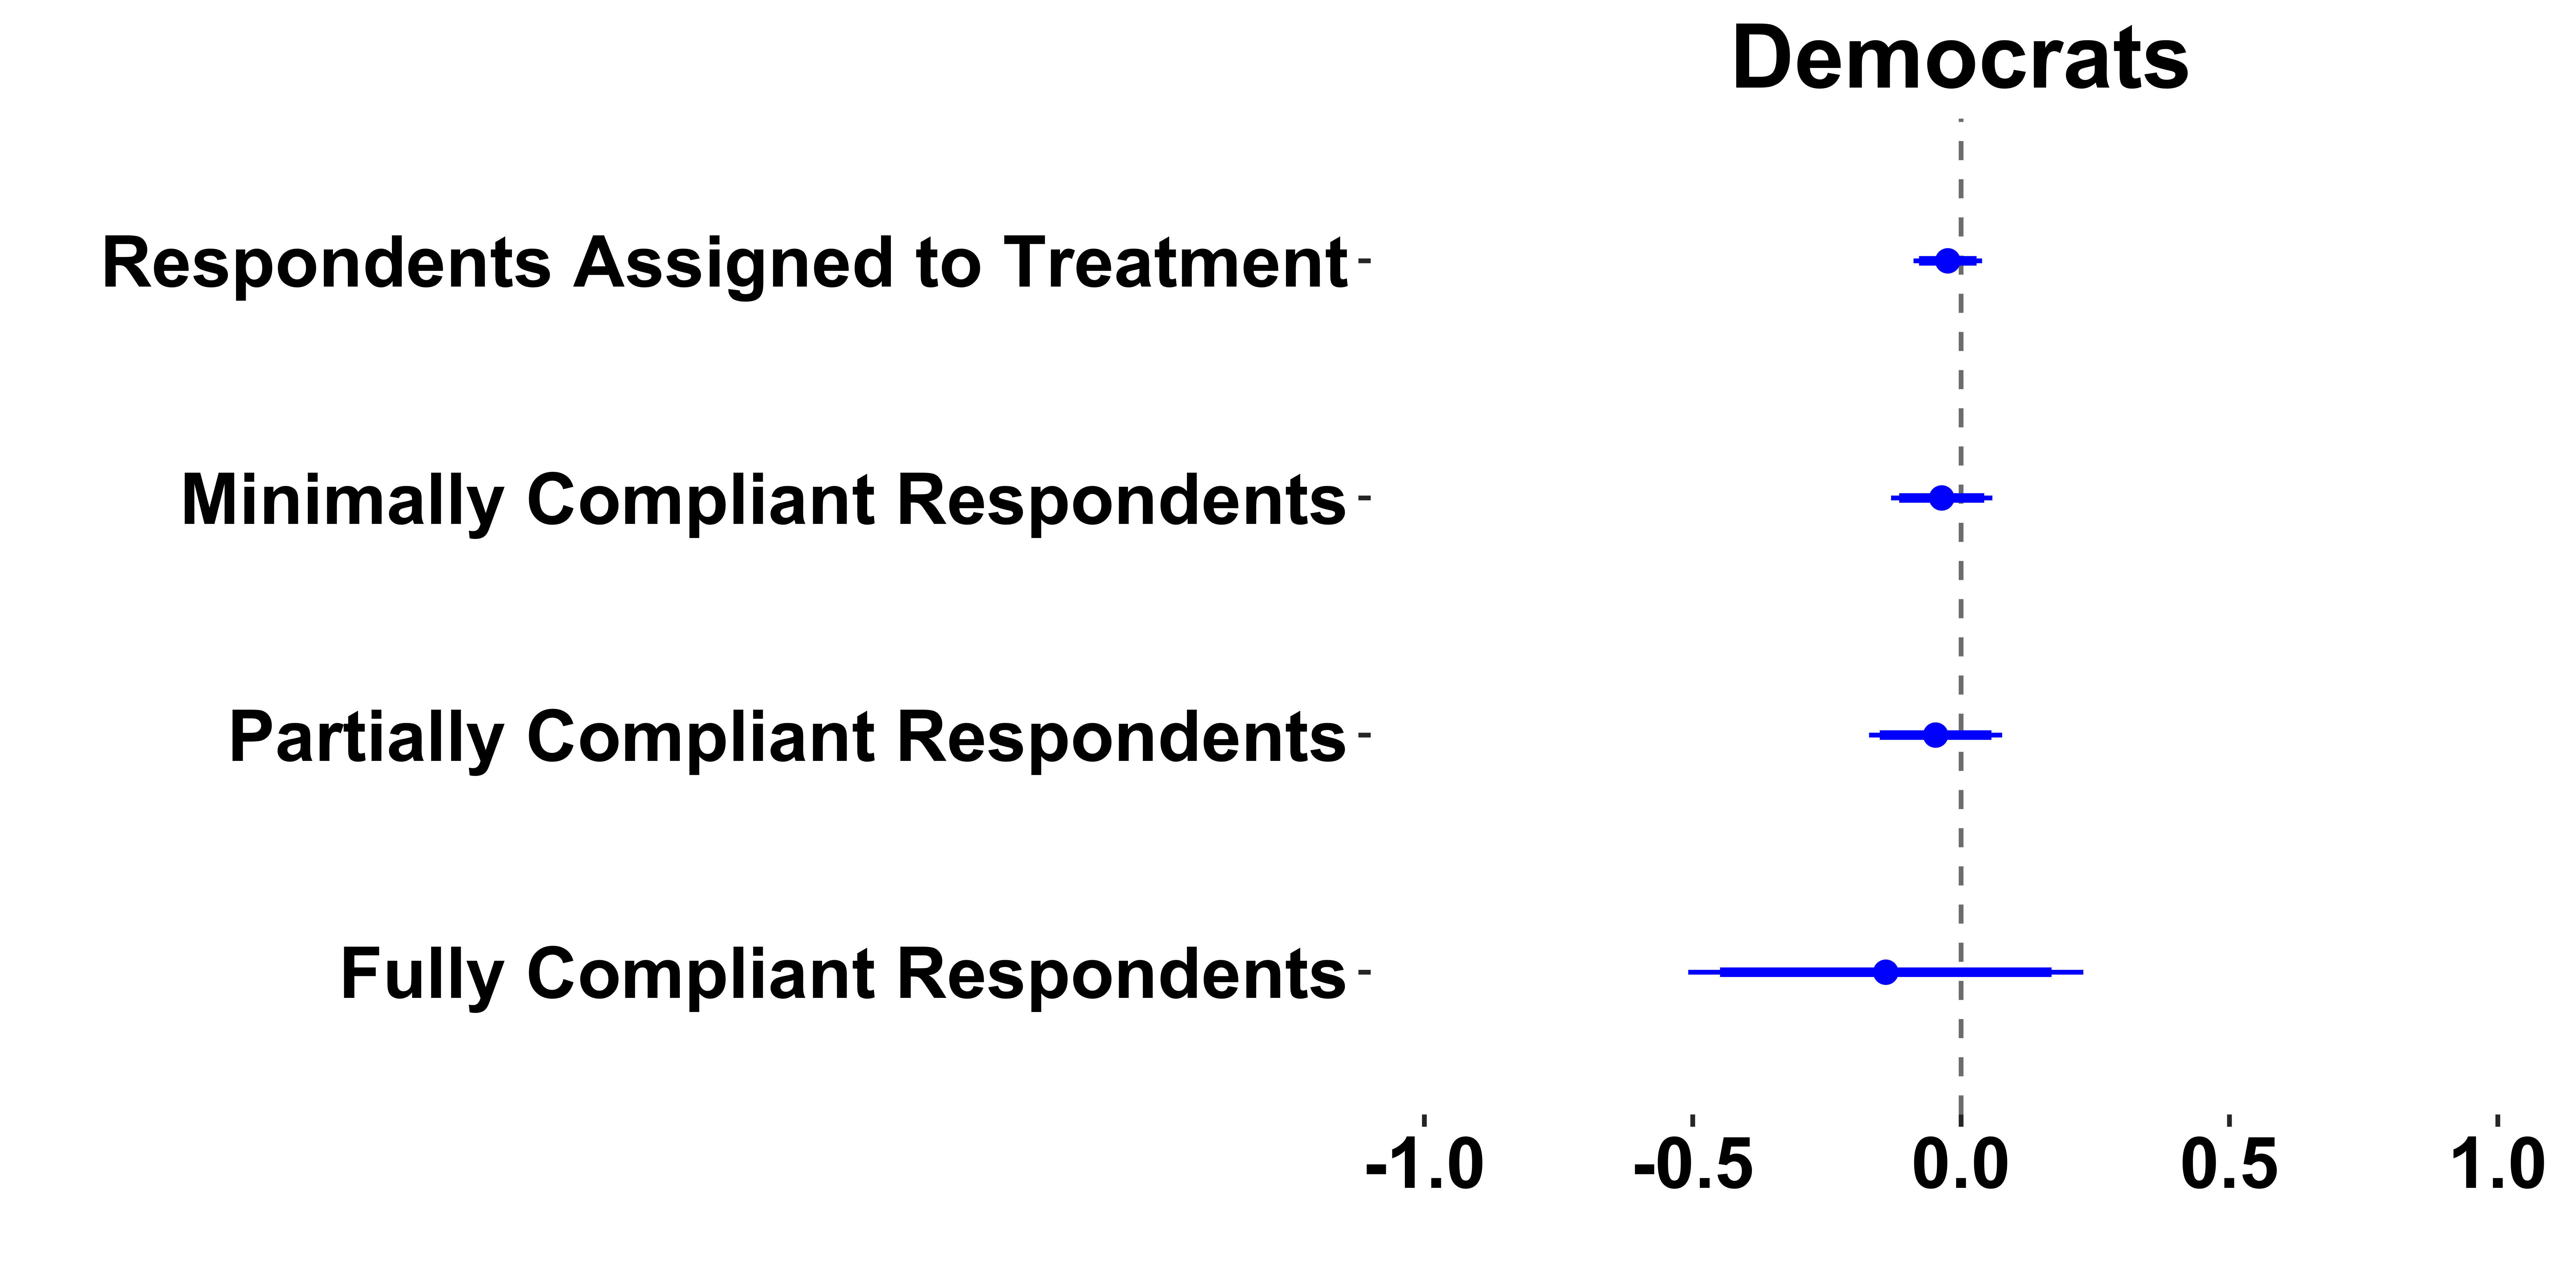 Democrats
Respondents Assigned to Treatment
Minimally Compliant Respondents
Partially Compliant Respondents
Fully Compliant Respondents
-1.0 -0.5 0.0 0.5 1.0